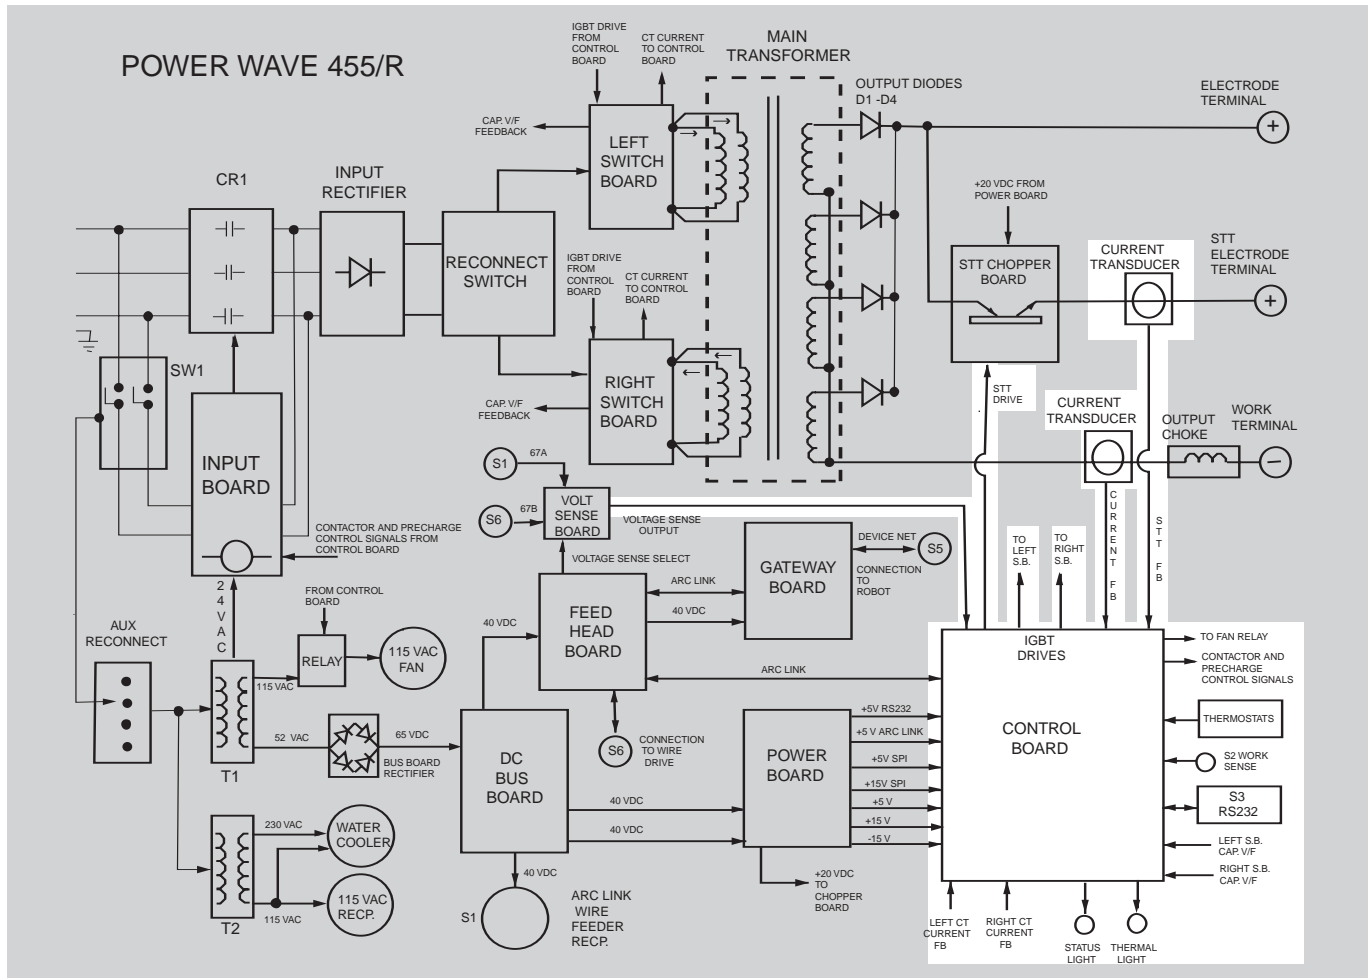 POWER WAVE 455/R
IGBT DRIVE
FROM
CONTROL
BOARD
CT CURRENT
TO CONTROL
BOARD
MAIN
TRANSFORMER
OUTPUT DIODES
D1 -D4
ELECTRODE
TERMINAL
+
CAP. V/F
FEEDBACK
LEFT
SWITCH
BOARD
CR1
INPUT
RECTIFIER
+20 VDC FROM
POWER BOARD
RECONNECT
SWITCH
IGBT DRIVE
FROM
CONTROL
BOARD
CT CURRENT
TO CONTROL
BOARD
STT CHOPPER
BOARD
CURRENT
TRANSDUCER
STT
ELECTRODE
TERMINAL
+
SW1
RIGHT
SWITCH
BOARD
CAP. V/F
FEEDBACK
STT
DRIVE
CURRENT
TRANSDUCER
OUTPUT
CHOKE
WORK
TERMINAL
–
INPUT
BOARD
S1
67A
S6
67B
VOLT
SENSE
BOARD
VOLTAGE SENSE
OUTPUT
CONTACTOR AND PRECHARGE
CONTROL SIGNALS FROM
CONTROL BOARD
VOLTAGE SENSE SELECT
CURRENT FB
STT FB
TO
LEFT
S.B.
TO
RIGHT
S.B.
DEVICE NET
S5
CONNECTION
TO
ROBOT
GATEWAY
BOARD
ARC LINK
40 VDC
24VAC
FROM CONTROL
BOARD
FEED
HEAD
BOARD
40 VDC
AUX
RECONNECT
RELAY
115 VAC
FAN
115 VAC
ARC LINK
IGBT
DRIVES
TO FAN RELAY
CONTACTOR AND
PRECHARGE
CONTROL SIGNALS
CONTROL
BOARD
THERMOSTATS
S2 WORK
SENSE
S3
RS232
LEFT S.B.
CAP. V/F
RIGHT S.B.
CAP. V/F
52 VAC
65 VDC
BUS BOARD
RECTIFIER
T1
DC
BUS
BOARD
S6
CONNECTION
TO WIRE
DRIVE
POWER
BOARD
+5V RS232
+5 V ARC LINK
+5V SPI
+15V SPI
+5 V
+15 V
-15 V
40 VDC
40 VDC
230 VAC
WATER
COOLER
115 VAC
RECP.
115 VAC
T2
40 VDC
S1
ARC LINK
WIRE
FEEDER
RECP.
+20 VDC
TO
CHOPPER
BOARD
LEFT CT
CURRENT
FB
RIGHT CT
CURRENT
FB
STATUS
LIGHT
THERMAL
LIGHT